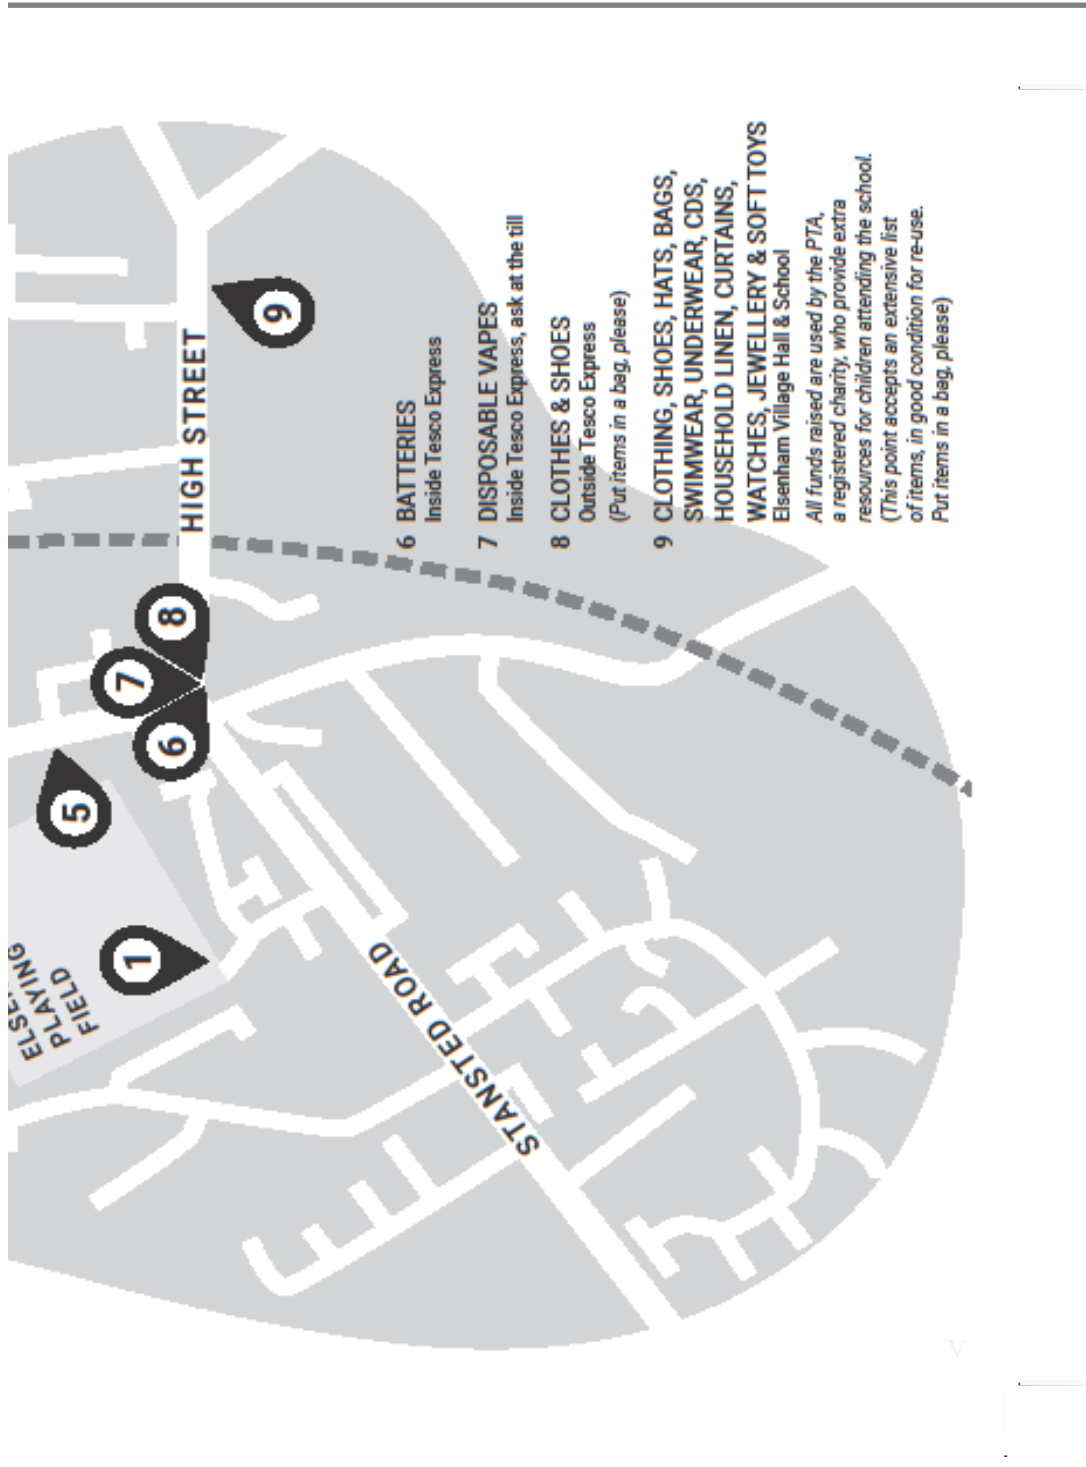 ELSE
PLAYING
FIELD
1
5
6
7
8
9
HIGH STREET
STANSTED ROAD
6 BATTERIES
Inside Tesco Express
7 DISPOSABLE VAPES
Inside Tesco Express, ask at the till
8 CLOTHES & SHOES
Outside Tesco Express
(Put items in a bag, please)
9 CLOTHING, SHOES, HATS, BAGS,
SWIMWEAR, UNDERWEAR, CDS,
HOUSEHOLD LINEN, CURTAINS,
WATCHES, JEWELLERY & SOFT TOYS
Elsenham Village Hall & School
All funds raised are used by the PTA,
a registered charity, who provide extra
resources for children attending the school.
(This point accepts an extensive list
of items, in good condition for re-use.
Put items in a bag, please)
V